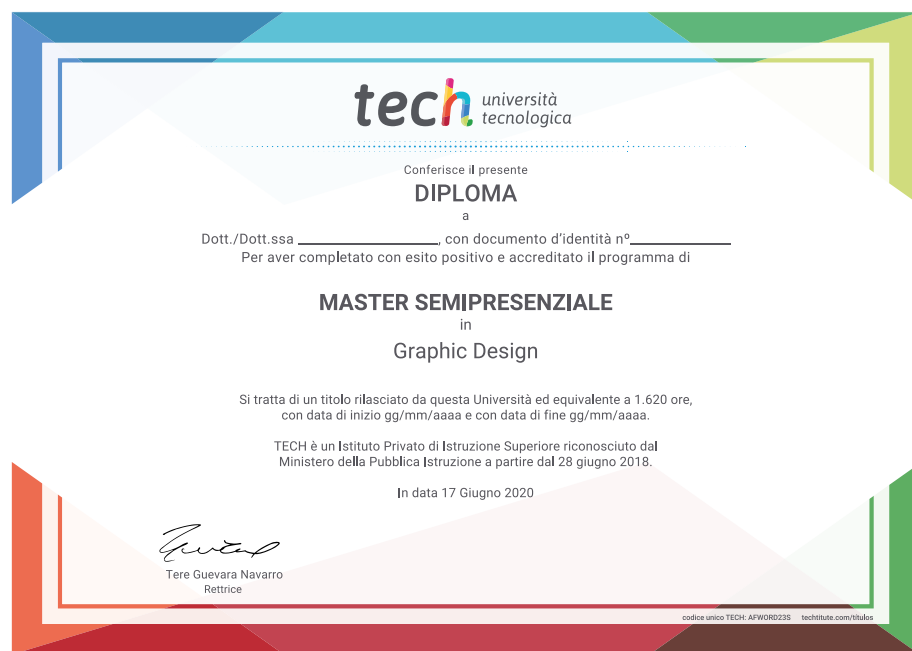 tech università
tecnologica
Conferisce il presente
DIPLOMA
a
Dott./Dott.ssa ____________________, con documento d'identità nº______________
Per aver completato con esito positivo e accreditato il programma di
MASTER SEMIPRESENZIALE
in
Graphic Design
Si tratta di un titolo rilasciato da questa Università ed equivalente a 1.620 ore,
con data di inizio gg/mm/aaaa e con data di fine gg/mm/aaaa.
TECH è un Istituto Privato di Istruzione Superiore riconosciuto dal
Ministero della Pubblica Istruzione a partire dal 28 giugno 2018.
In data 17 Giugno 2020
Tere Guevara Navarro
Rettrice
codice unico TECH: AFWORD23S techtitute.com/titulos